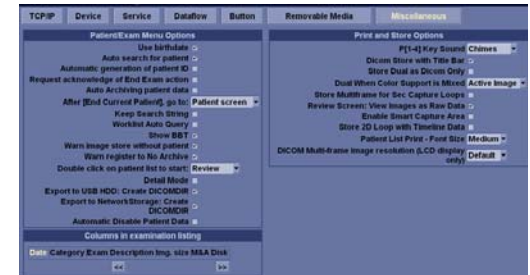 TCP/IP Device Service Dataflow Button Removable Media Miscellaneous
Patient/Exam Menu Options
Use birthdate
Auto search for patient
Automatic generation of patient ID
Request acknowledge of End Exam action
Auto Archiving patient data
After [End Current Patient], go to: Patient screen
Keep Search String
Worklist Auto Query
Show BBT
Warn image store without patient
Warn register to No Archive
Double click on patient list to start: Review
Detail Mode
Export to USB HDD: Create DICOMDIR
Export to NetworkStorage: Create
DICOMDIR
Automatic Disable Patient Data
Columns in examination listing
Date Category Exam Description Img. size M&A Disk
<< >>
Print and Store Options
P[1-4] Key Sound Chimes
Dicom Store with Title Bar
Store Dual as Dicom Only
Dual When Color Support is Mixed Active Image
Store Multiframe for Sec Capture Loops
Review Screen: View Images as Raw Data
Enable Smart Capture Area
Store 2D Loop with Timeline Data
Patient List Print - Font Size Medium
DICOM Multi-frame image resolution (LCD display
only) Default